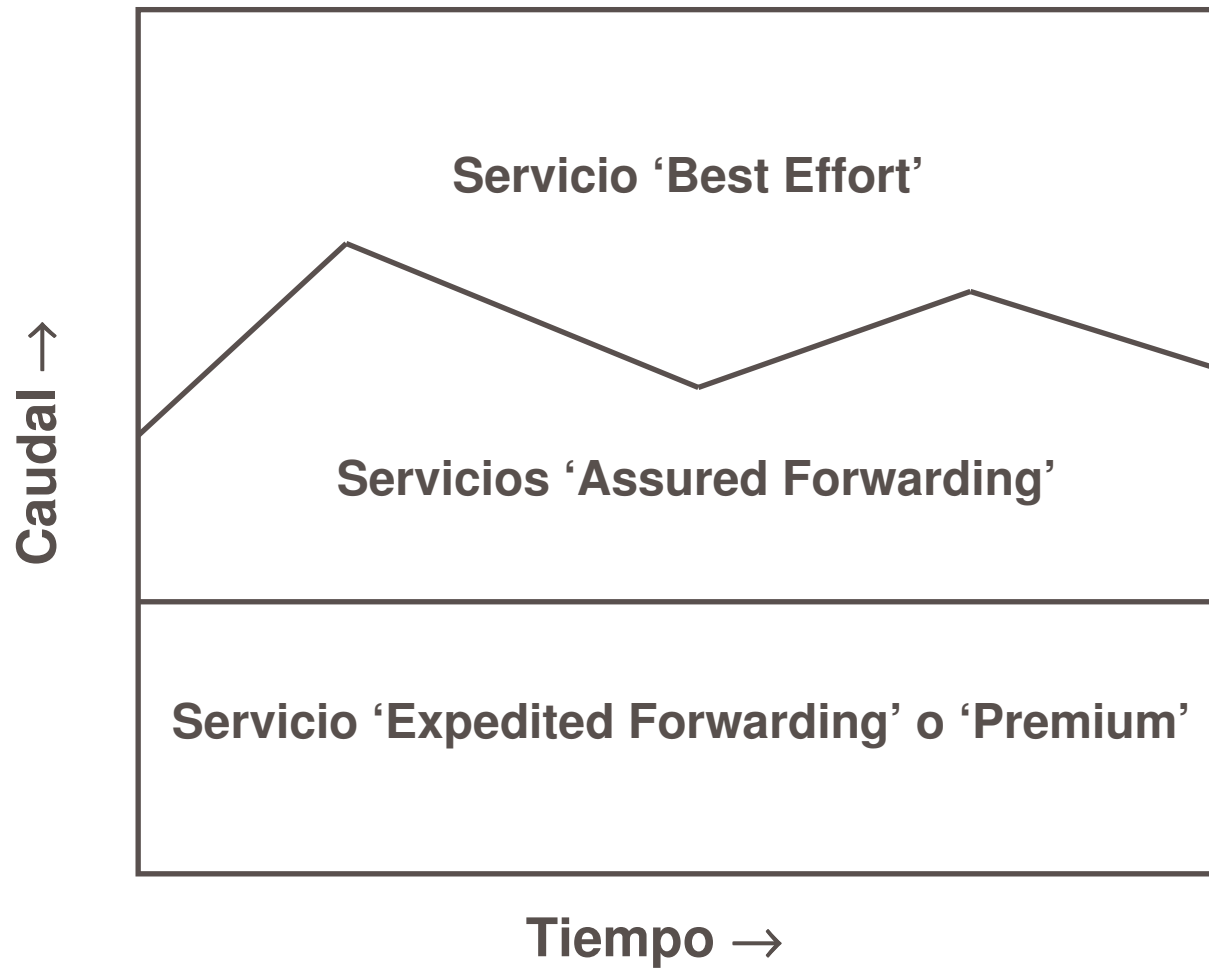 Servicio ‘Best Effort’
Caudal →
Servicios ‘Assured Forwarding’
Servicio ‘Expedited Forwarding’ o ‘Premium’
Tiempo →